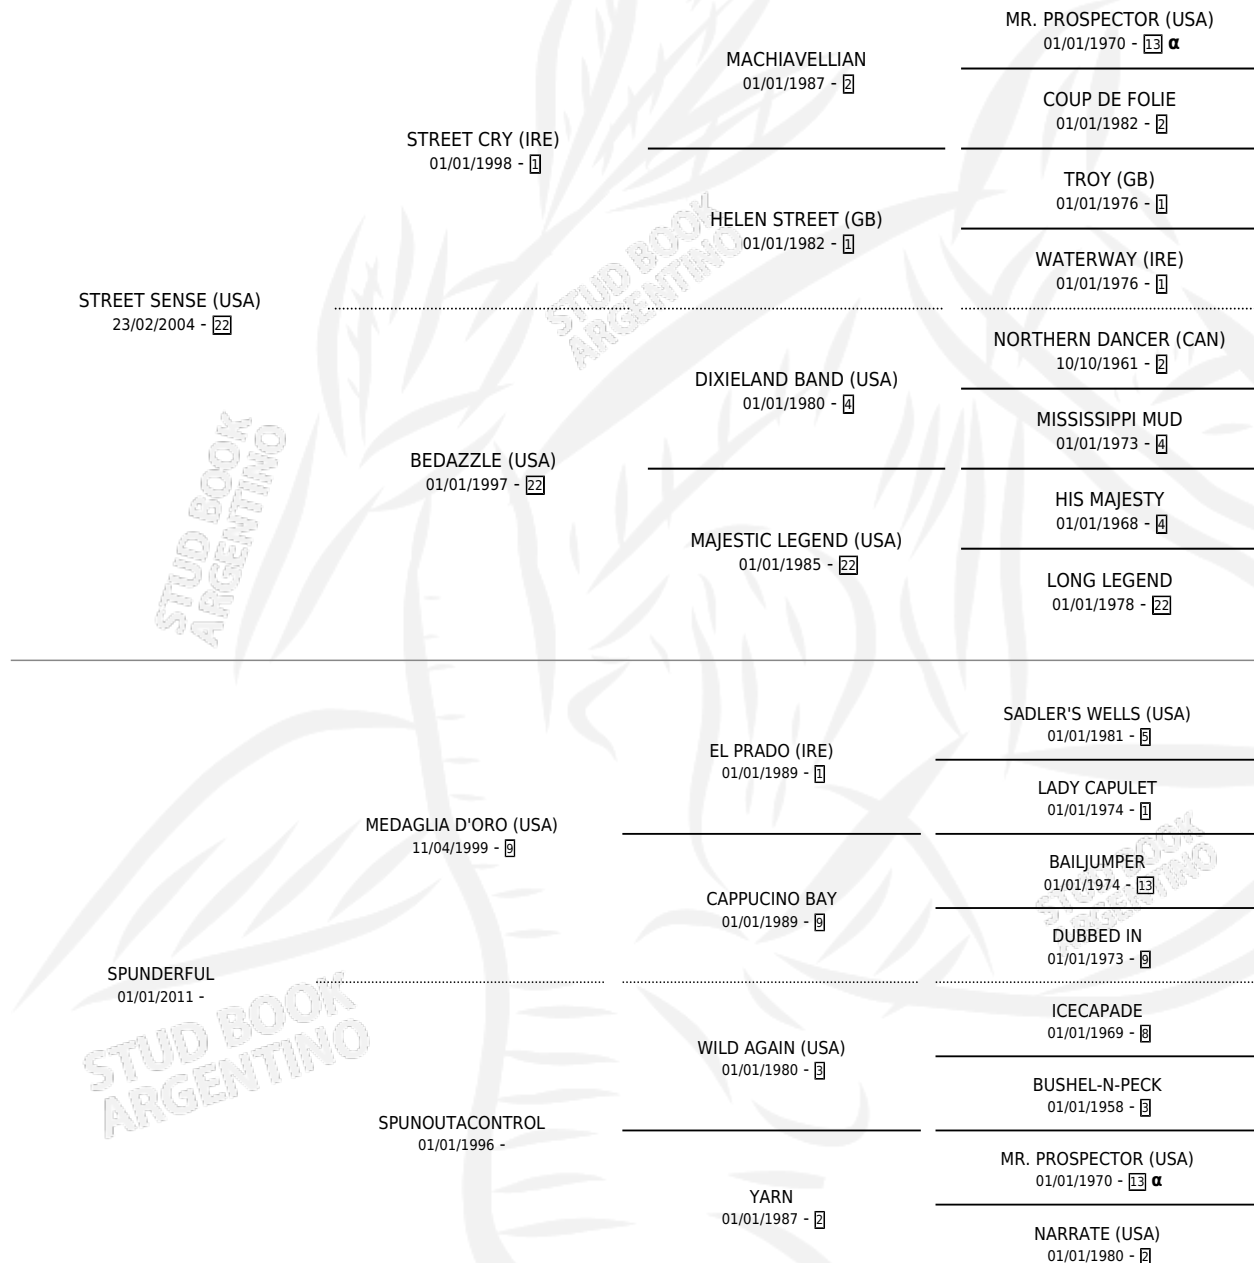 MR. PROSPECTOR (USA)
01/01/1970 - 13 α
MACHIAVELLIAN
01/01/1987 - 2
COUP DE FOLIE
01/01/1982 - 2
STREET CRY (IRE)
01/01/1998 - 1
TROY (GB)
01/01/1976 - 1
HELEN STREET (GB)
01/01/1982 - 1
WATERWAY (IRE)
01/01/1976 - 1
STREET SENSE (USA)
23/02/2004 - 22
NORTHERN DANCER (CAN)
10/10/1961 - 2
DIXIELAND BAND (USA)
01/01/1980 - 4
MISSISSIPPI MUD
01/01/1973 - 4
BEDAZZLE (USA)
01/01/1997 - 22
HIS MAJESTY
01/01/1968 - 4
MAJESTIC LEGEND (USA)
01/01/1985 - 22
LONG LEGEND
01/01/1978 - 22
SADLER'S WELLS (USA)
01/01/1981 - 5
EL PRADO (IRE)
01/01/1989 - 1
LADY CAPULET
01/01/1974 - 1
MEDAGLIA D'ORO (USA)
11/04/1999 - 9
BAILJUMPER
01/01/1974 - 13
CAPPUCINO BAY
01/01/1989 - 9
DUBBED IN
01/01/1973 - 9
SPUNDERFUL
01/01/2011 -
ICECAPADE
01/01/1969 - 8
WILD AGAIN (USA)
01/01/1980 - 3
BUSHEL-N-PECK
01/01/1958 - 3
SPUNOUTACONTROL
01/01/1996 -
MR. PROSPECTOR (USA)
01/01/1970 - 13 α
YARN
01/01/1987 - 2
NARRATE (USA)
01/01/1980 - 2
STUD BOOK
ARGENTINO
STUD BOOK
ARGENTINO
STUD BOOK
ARGENTINO
STUD BOOK
ARGENTINO